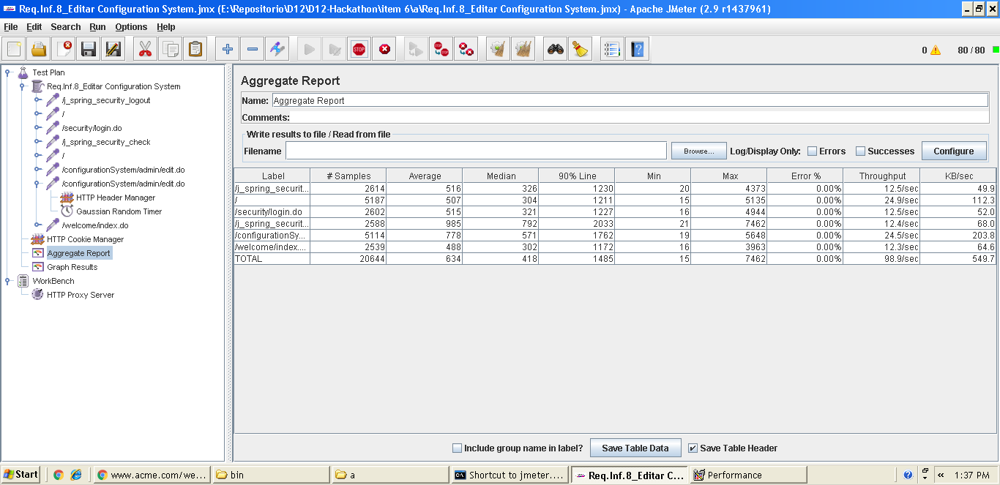 Req.Inf.8_Editar Configuration System.jmx (E:\Repositorio\D12\D12-Hackathon\item 6\a\Req.Inf.8_Editar Configuration System.jmx) - Apache JMeter (2.9 r1437961)
File Edit Search Run Options Help
0 80 / 80
Test Plan
Req.Inf.8_Editar Configuration System
/j_spring_security_logout
/
/security/login.do
/j_spring_security_check
/
/configurationSystem/admin/edit.do
/configurationSystem/admin/edit.do
HTTP Header Manager
Gaussian Random Timer
/welcome/index.do
HTTP Cookie Manager
Aggregate Report
Graph Results
WorkBench
HTTP Proxy Server
Aggregate Report
Name: Aggregate Report
Comments:
Write results to file / Read from file
Filename Browse... Log/Display Only: Errors Successes Configure
Label # Samples Average Median 90% Line Min Max Error % Throughput KB/sec
/j_spring_securit... 2614 516 326 1230 20 4373 0.00% 12.5/sec 49.9
/ 5187 507 304 1211 15 5135 0.00% 24.9/sec 112.3
/security/login.do 2602 515 321 1227 16 4944 0.00% 12.5/sec 52.0
/j_spring_securit... 2588 985 792 2033 21 7462 0.00% 12.4/sec 68.0
/configurationSy... 5114 778 571 1762 19 5648 0.00% 24.5/sec 203.8
/welcome/index.... 2539 488 302 1172 16 3963 0.00% 12.3/sec 64.6
TOTAL 20644 634 418 1485 15 7462 0.00% 98.9/sec 549.7
Include group name in label? Save Table Data Save Table Header
Start www.acme.com/we... bin a Shortcut to jmeter.... Req.Inf.8_Editar C... Performance 1:37 PM